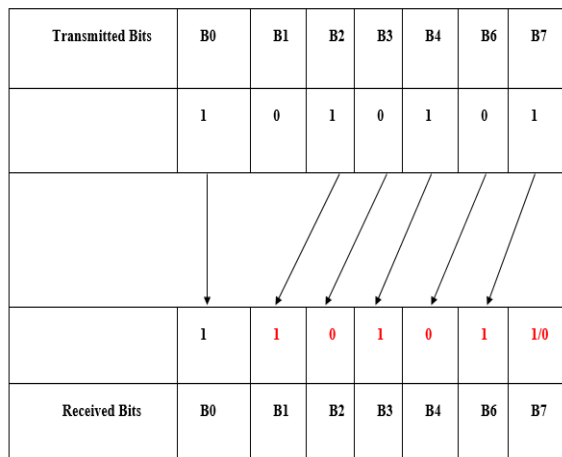 Transmitted Bits B0 B1 B2 B3 B4 B6 B7
1 0 1 0 1 0 1
1 1 0 1 0 1 1/0
Received Bits B0 B1 B2 B3 B4 B6 B7